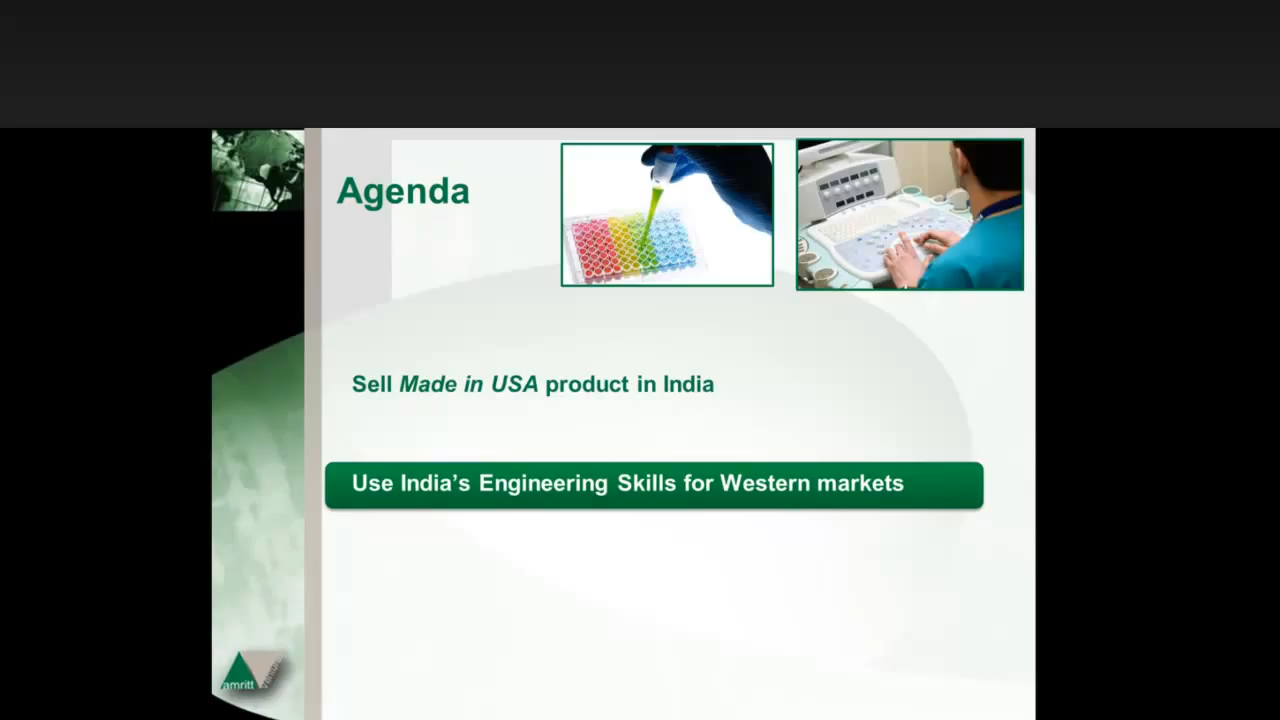 Agenda
Sell Made in USA product in India
Use India’s Engineering Skills for Western markets
amritt